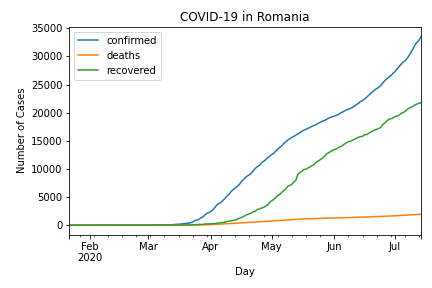 COVID-19 in Romania
35000
30000
25000
20000
15000
10000
5000
0
Number of Cases
confirmed
deaths
recovered
Feb Mar Apr May Jun Jul
2020
Day